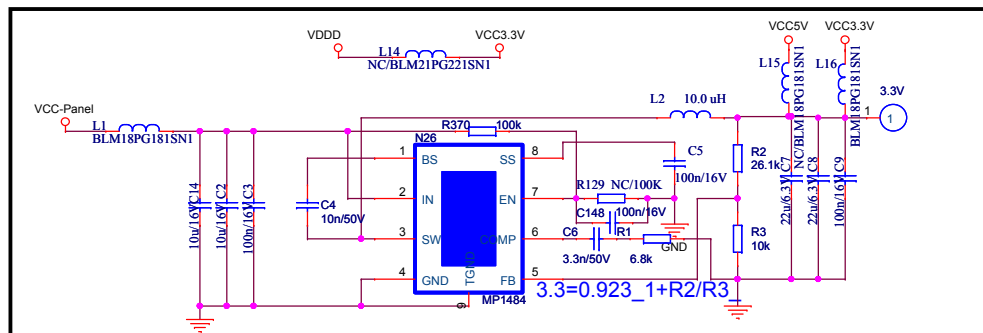 VDDD
VCC3.3V
L14
NC/BLM21PG221SN1
VCC5V
VCC3.3V
L15
NC/BLM18PG181SN1
L16
BLM18PG181SN1
3.3V
1
1
VCC-Panel
L1
BLM18PG181SN1
L2
10.0 uH
R370
100k
N26
1
BS
SS
8
2
IN
EN
7
3
SW
COMP
6
4
GND
FB
5
TGND
9
MP1484
C5
100n/16V
R129
NC/100K
C148
100n/16V
C6
3.3n/50V
R1
6.8k
GND
R2
26.1k
R3
10k
C4
10n/50V
10u/16V
C14
10u/16V
C2
100n/16V
C3
22u/6.3V
C7
22u/6.3V
C8
100n/16V
C9
3.3=0.923_1+R2/R3_